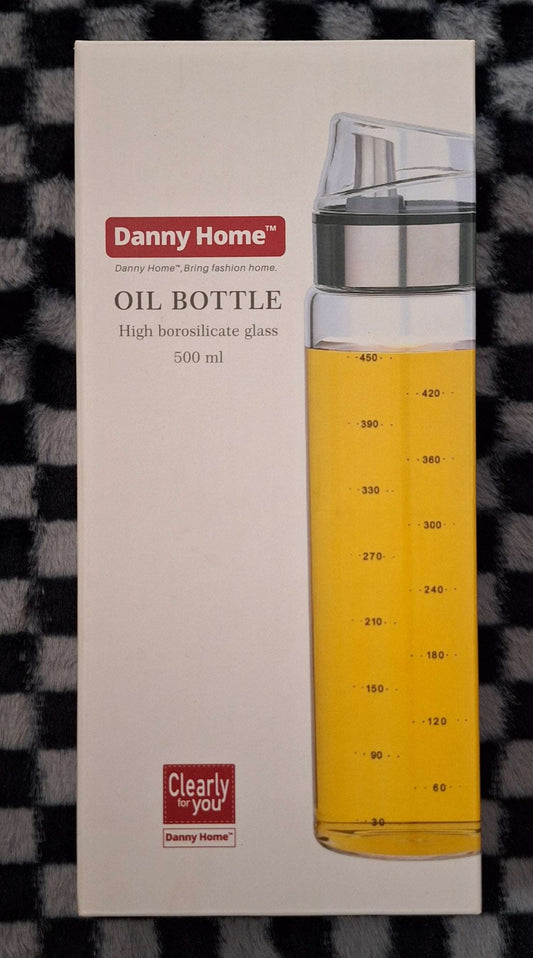 Danny Home™
Danny Home™,Bring fashion home.
OIL BOTTLE
High borosilicate glass
500 ml
450
420
390
360
330
300
270
240
210
180
150
120
90
60
30
Clearly
for you
Danny Home™